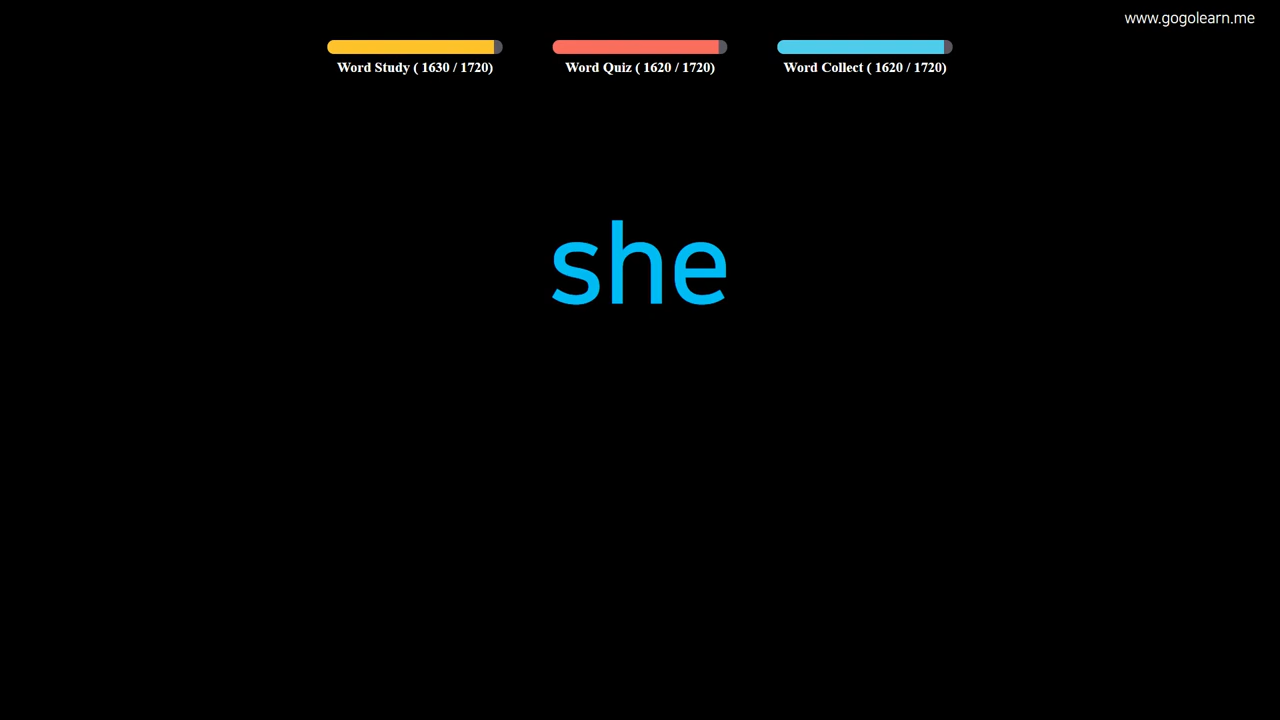 www.gogolearn.me
Word Study ( 1630 / 1720)
Word Quiz ( 1620 / 1720)
Word Collect ( 1620 / 1720)
she